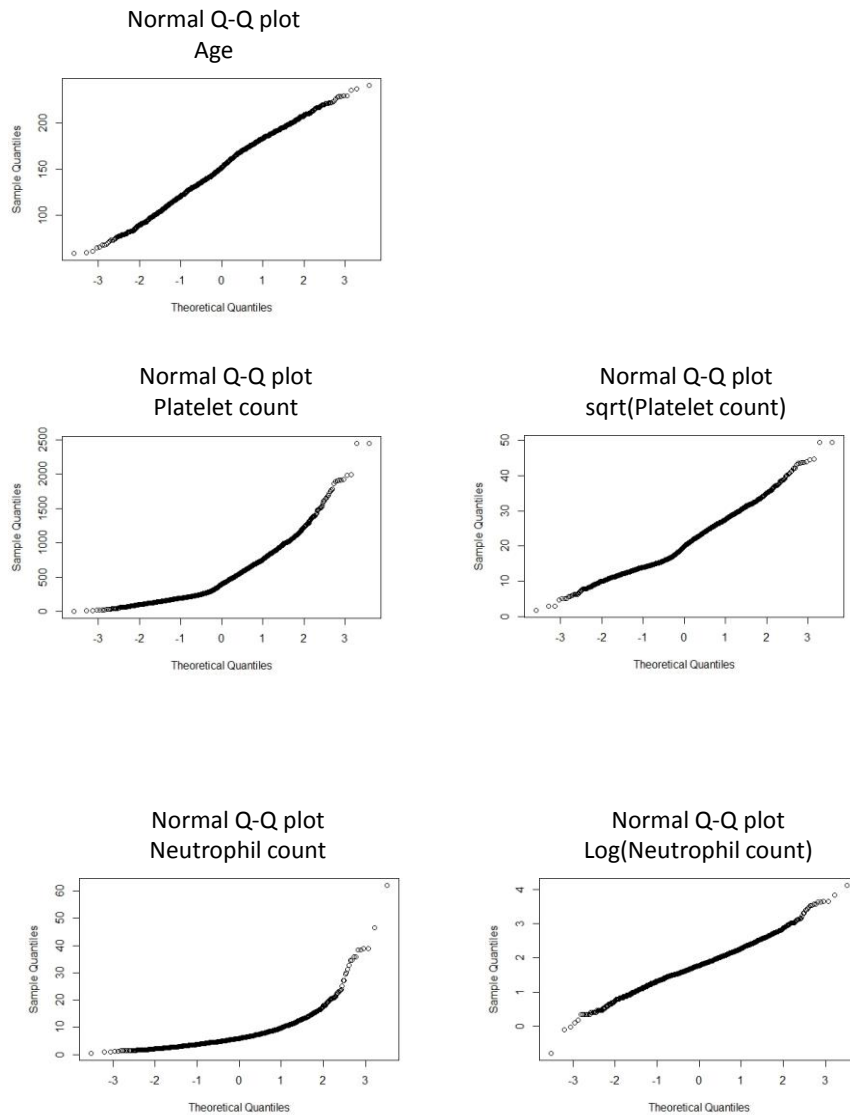 Normal Q-Q plot
Age
Sample Quantiles
200
150
100
-3 -2 -1 0 1 2 3
Theoretical Quantiles
Normal Q-Q plot
Platelet count
Sample Quantiles
2500
2000
1500
1000
500
0
-3 -2 -1 0 1 2 3
Theoretical Quantiles
Normal Q-Q plot
sqrt(Platelet count)
Sample Quantiles
50
40
30
20
10
0
-3 -2 -1 0 1 2 3
Theoretical Quantiles
Normal Q-Q plot
Neutrophil count
Sample Quantiles
60
50
40
30
20
10
0
-3 -2 -1 0 1 2 3
Theoretical Quantiles
Normal Q-Q plot
Log(Neutrophil count)
Sample Quantiles
4
3
2
1
0
-3 -2 -1 0 1 2 3
Theoretical Quantiles